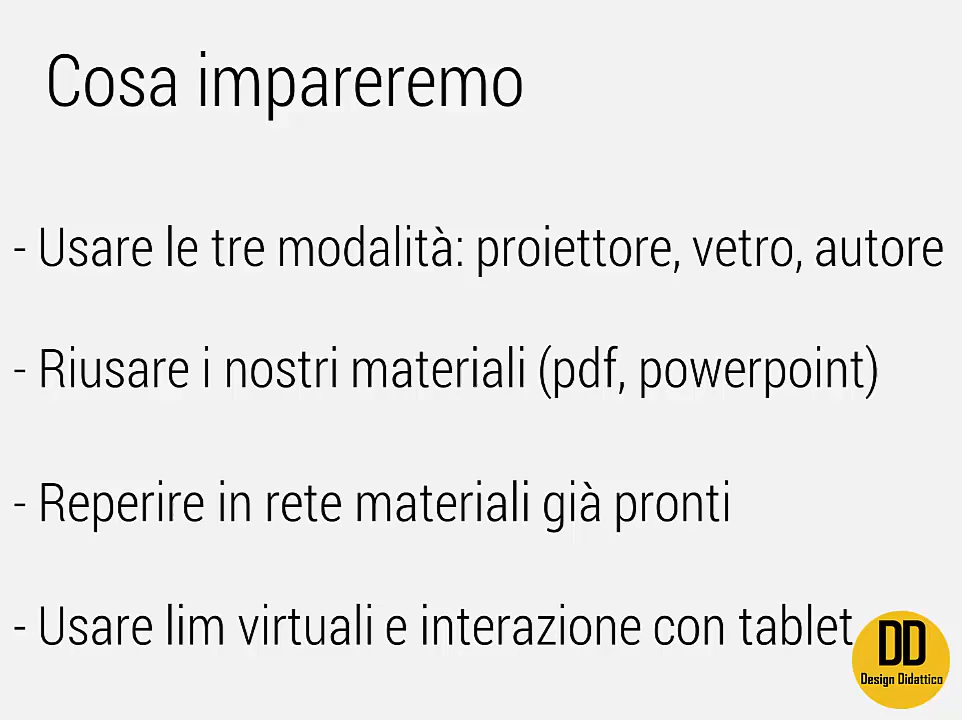 Cosa impareremo
- Usare le tre modalità: proiettore, vetro, autore
- Riusare i nostri materiali (pdf, powerpoint)
- Reperire in rete materiali già pronti
- Usare lim virtuali e interazione con tablet
DD
Design Didattico